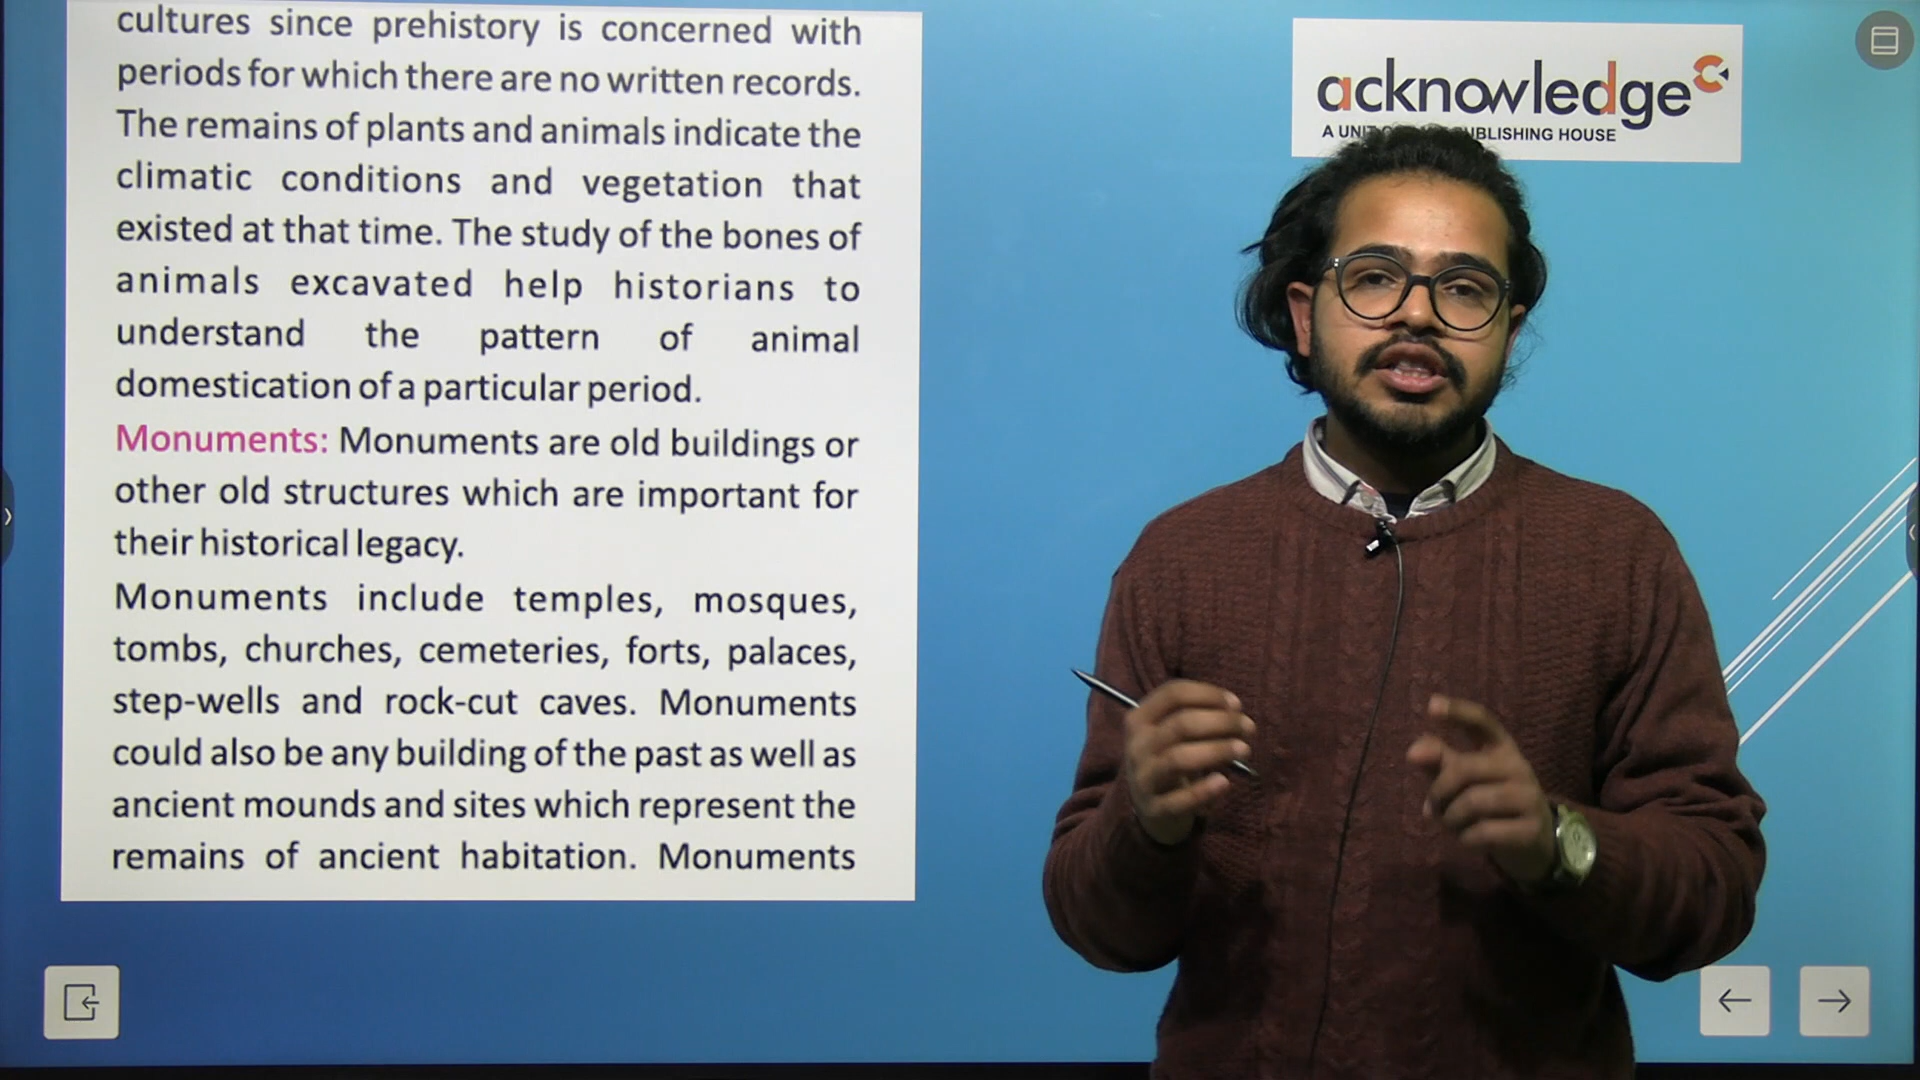 cultures since prehistory is concerned with
periods for which there are no written records.
The remains of plants and animals indicate the
climatic conditions and vegetation that
existed at that time. The study of the bones of
animals excavated help historians to
understand the pattern of animal
domestication of a particular period.
Monuments: Monuments are old buildings or
other old structures which are important for
their historical legacy.
Monuments include temples, mosques,
tombs, churches, cemeteries, forts, palaces,
step-wells and rock-cut caves. Monuments
could also be any building of the past as well as
ancient mounds and sites which represent the
remains of ancient habitation. Monuments
acknowledge
A UNIT HOUSE